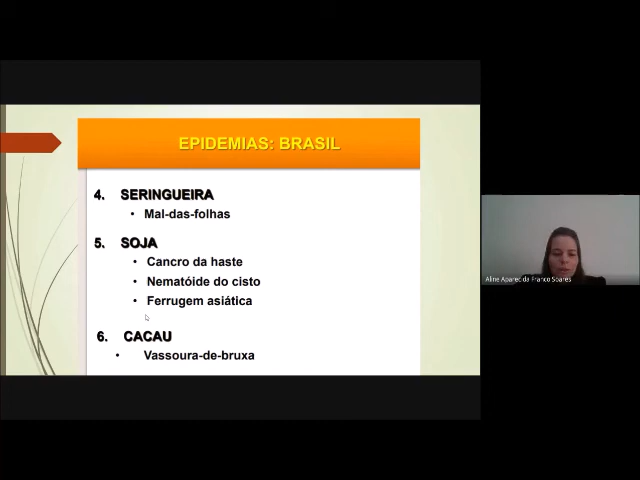 EPIDEMIAS: BRASIL
4. SERINGUEIRA
• Mal-das-folhas
5. SOJA
• Cancro da haste
• Nematóide do cisto
• Ferrugem asiática
6. CACAU
• Vassoura-de-bruxa
Aline Aparecida Franco Soares